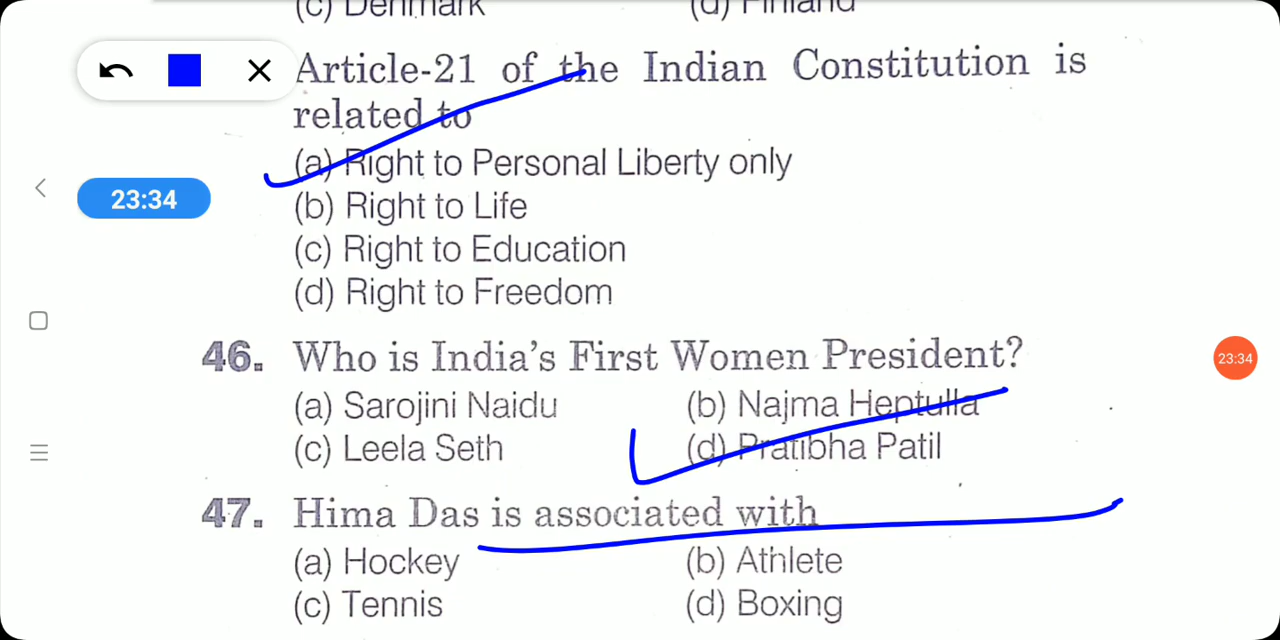 (c) Denmark (d) Finland
Article-21 of the Indian Constitution is
related to
(a) Right to Personal Liberty only
23:34
(b) Right to Life
(c) Right to Education
(d) Right to Freedom
46. Who is India's First Women President?
23:34
(a) Sarojini Naidu (b) Najma Heptulla
(c) Leela Seth (d) Pratibha Patil
47. Hima Das is associated with
(a) Hockey (b) Athlete
(c) Tennis (d) Boxing